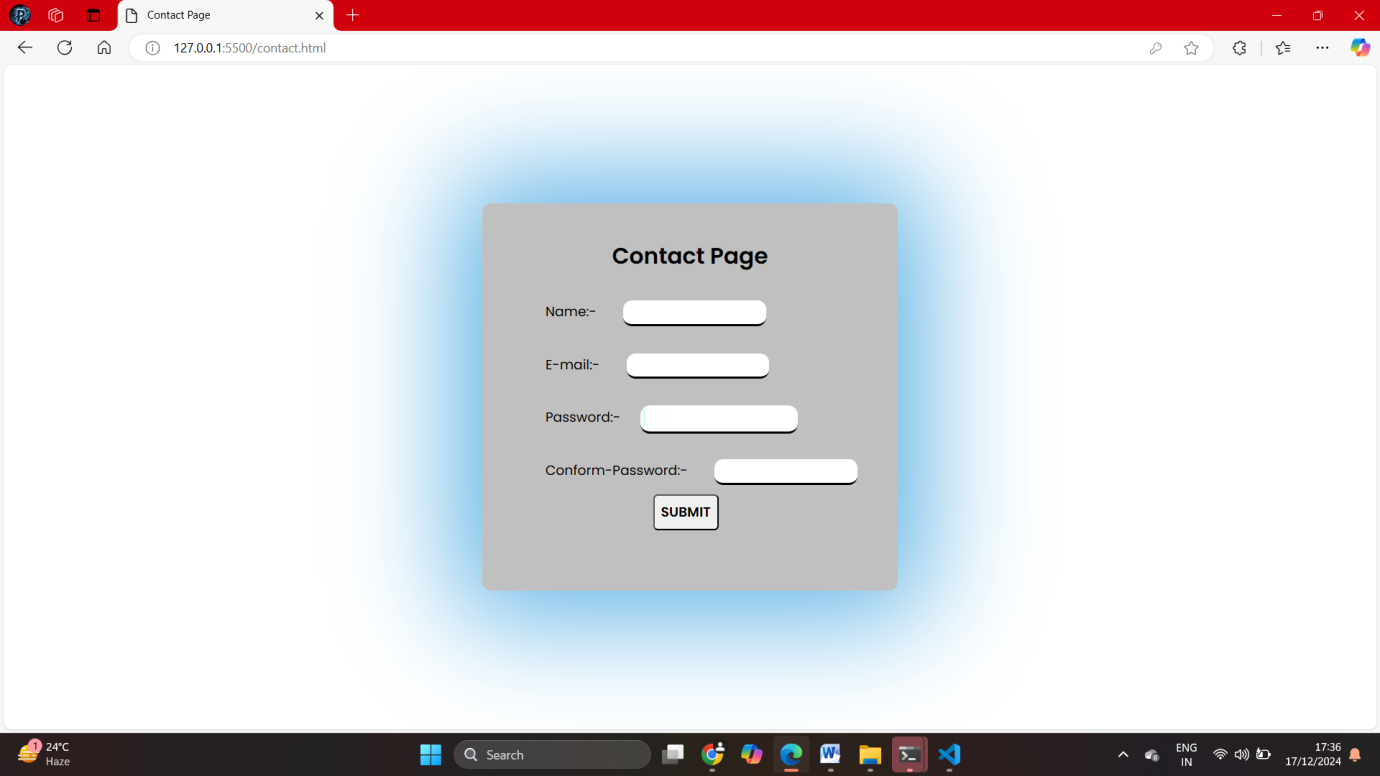 Contact Page
127.0.0.1:5500/contact.html
Contact Page
Name:-
E-mail:-
Password:-
Conform-Password:-
SUBMIT
1
24°C
Haze
Search
ENG
IN
17:36
17/12/2024